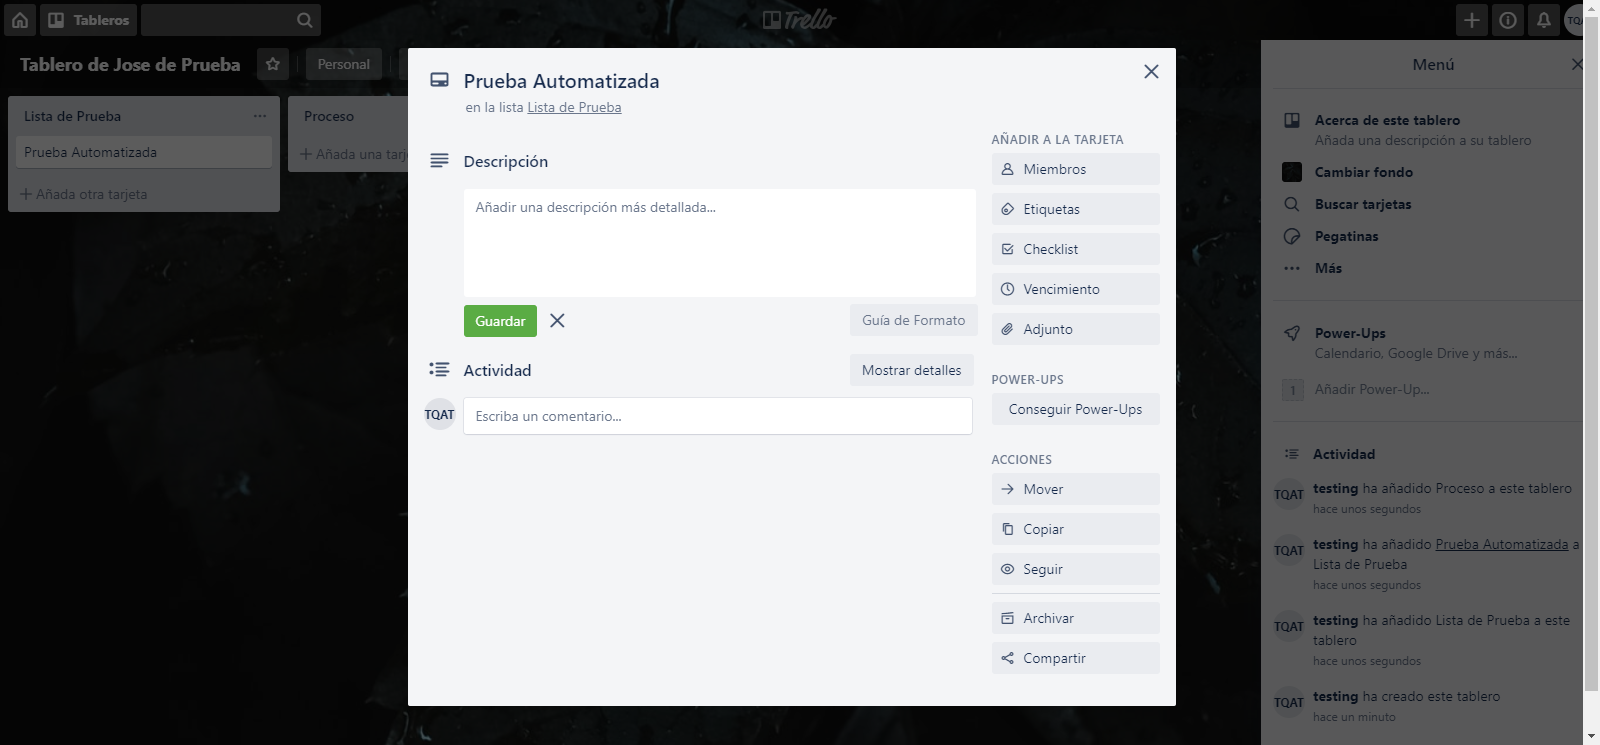 Tableros
Trello
TQAT
Tablero de Jose de Prueba
Personal
Lista de Prueba
Prueba Automatizada
Añada otra tarjeta
Proceso
Añada una tarje
Prueba Automatizada
en la lista Lista de Prueba
Descripción
Añadir una descripción más detallada...
Guardar
Guía de Formato
Actividad
Mostrar detalles
TQAT
Escriba un comentario...
AÑADIR A LA TARJETA
Miembros
Etiquetas
Checklist
Vencimiento
Adjunto
POWER-UPS
Conseguir Power-Ups
ACCIONES
Mover
Copiar
Seguir
Archivar
Compartir
Menú
Acerca de este tablero
Añada una descripción a su tablero
Cambiar fondo
Buscar tarjetas
Pegatinas
Más
Power-Ups
Calendario, Google Drive y más...
1 Añadir Power-Up...
Actividad
TQAT testing ha añadido Proceso a este tablero
hace unos segundos
TQAT testing ha añadido Prueba Automatizada a
Lista de Prueba
hace unos segundos
TQAT testing ha añadido Lista de Prueba a este
tablero
hace unos segundos
TQAT testing ha creado este tablero
hace un minuto